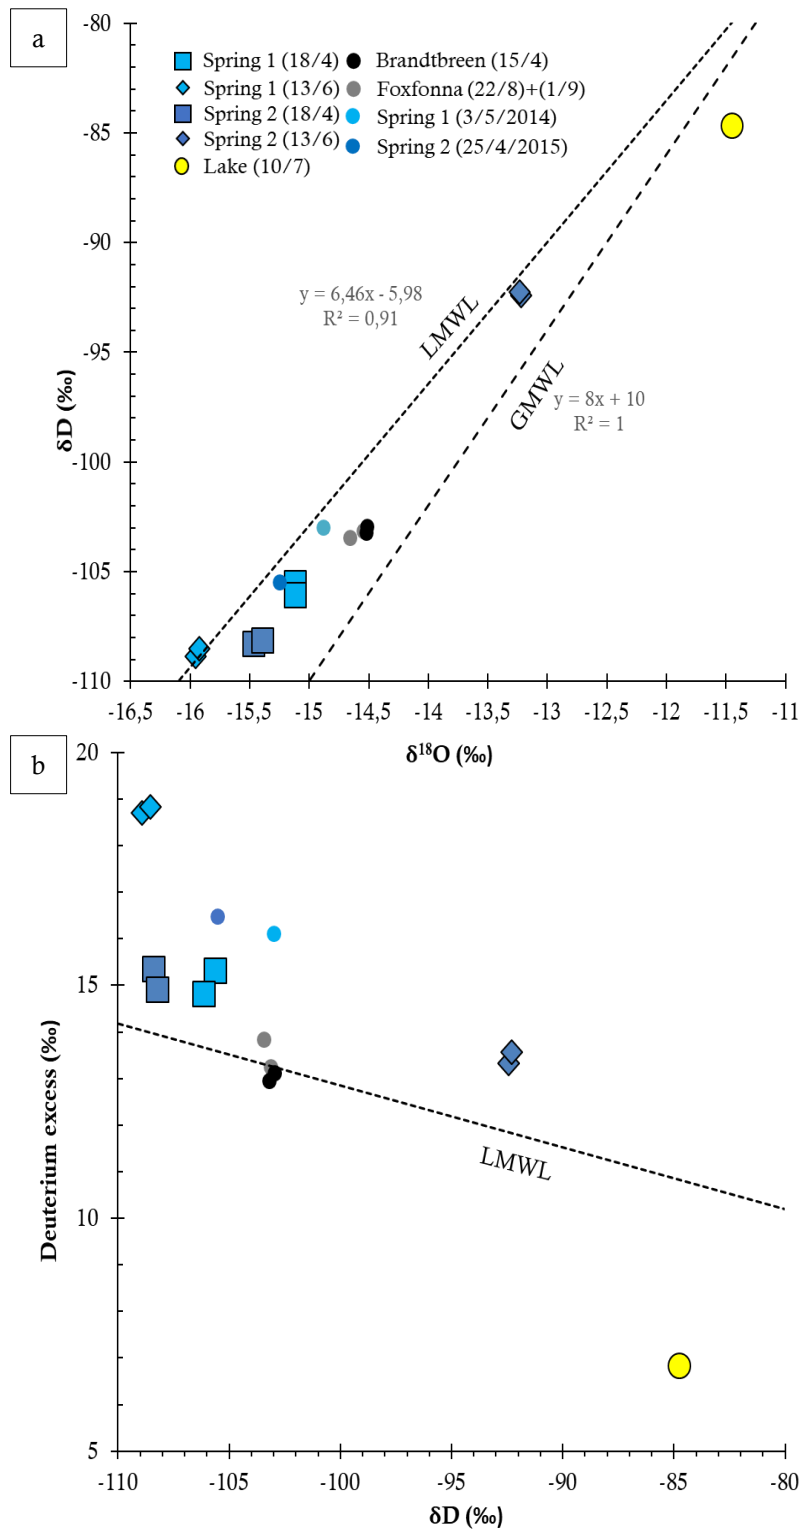 a
-80
Spring 1 (18/4)
Brandtbreen (15/4)
Spring 1 (13/6)
Foxfonna (22/8)+(1/9)
Spring 2 (18/4)
Spring 1 (3/5/2014)
Spring 2 (13/6)
Spring 2 (25/4/2015)
Lake (10/7)
-85
-90
y = 6,46x - 5,98
R² = 0,91
LMWL
-95
GMWL
y = 8x + 10
R² = 1
δD (‰)
-100
-105
-110
-16,5 -16 -15,5 -15 -14,5 -14 -13,5 -13 -12,5 -12 -11,5 -11
δ¹⁸O (‰)
b
20
15
Deuterium excess (‰)
LMWL
10
5
-110 -105 -100 -95 -90 -85 -80
δD (‰)